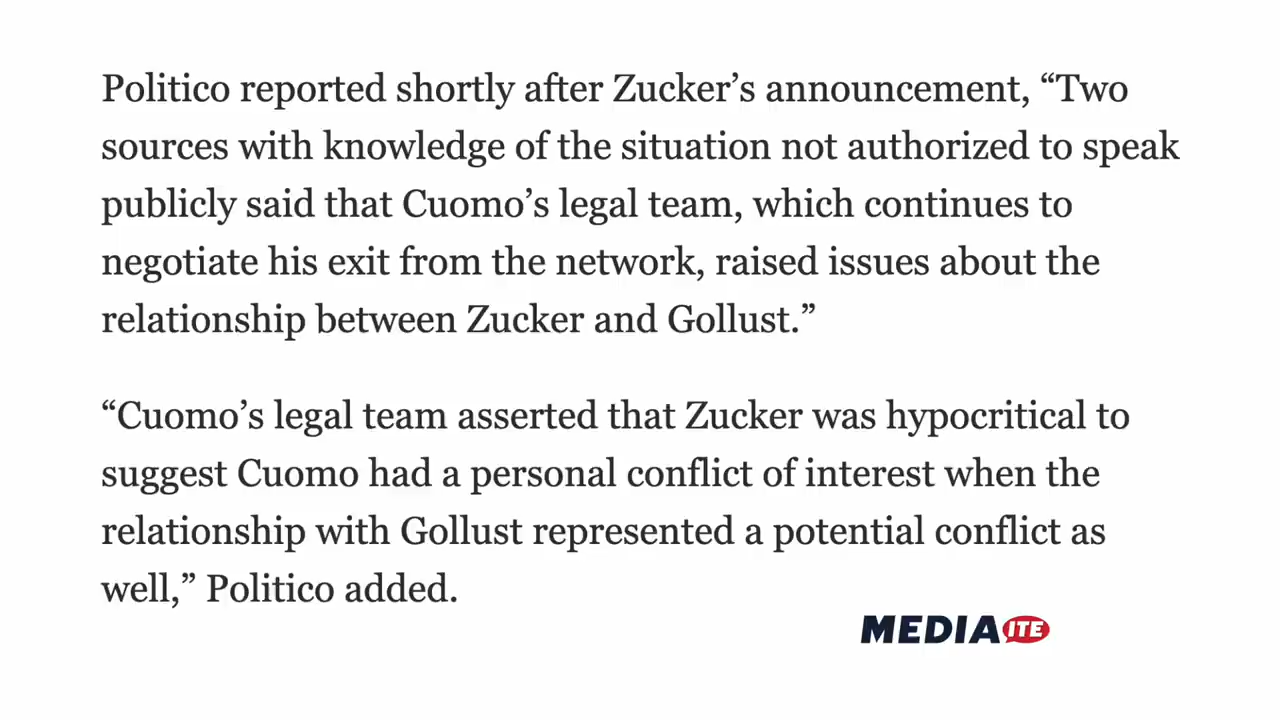 Politico reported shortly after Zucker’s announcement, “Two
sources with knowledge of the situation not authorized to speak
publicly said that Cuomo’s legal team, which continues to
negotiate his exit from the network, raised issues about the
relationship between Zucker and Gollust.”
“Cuomo’s legal team asserted that Zucker was hypocritical to
suggest Cuomo had a personal conflict of interest when the
relationship with Gollust represented a potential conflict as
well,” Politico added.
MEDIAITE